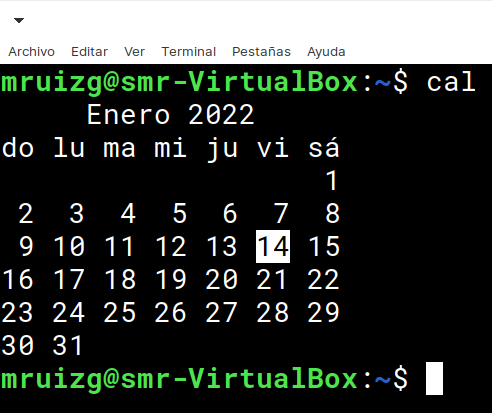 Archivo Editar Ver Terminal Pestañas Ayuda
mruizg@smr-VirtualBox:~$ cal
     Enero 2022
do lu ma mi ju vi sá
                   1
 2  3  4  5  6  7  8
 9 10 11 12 13 14 15
16 17 18 19 20 21 22
23 24 25 26 27 28 29
30 31
mruizg@smr-VirtualBox:~$